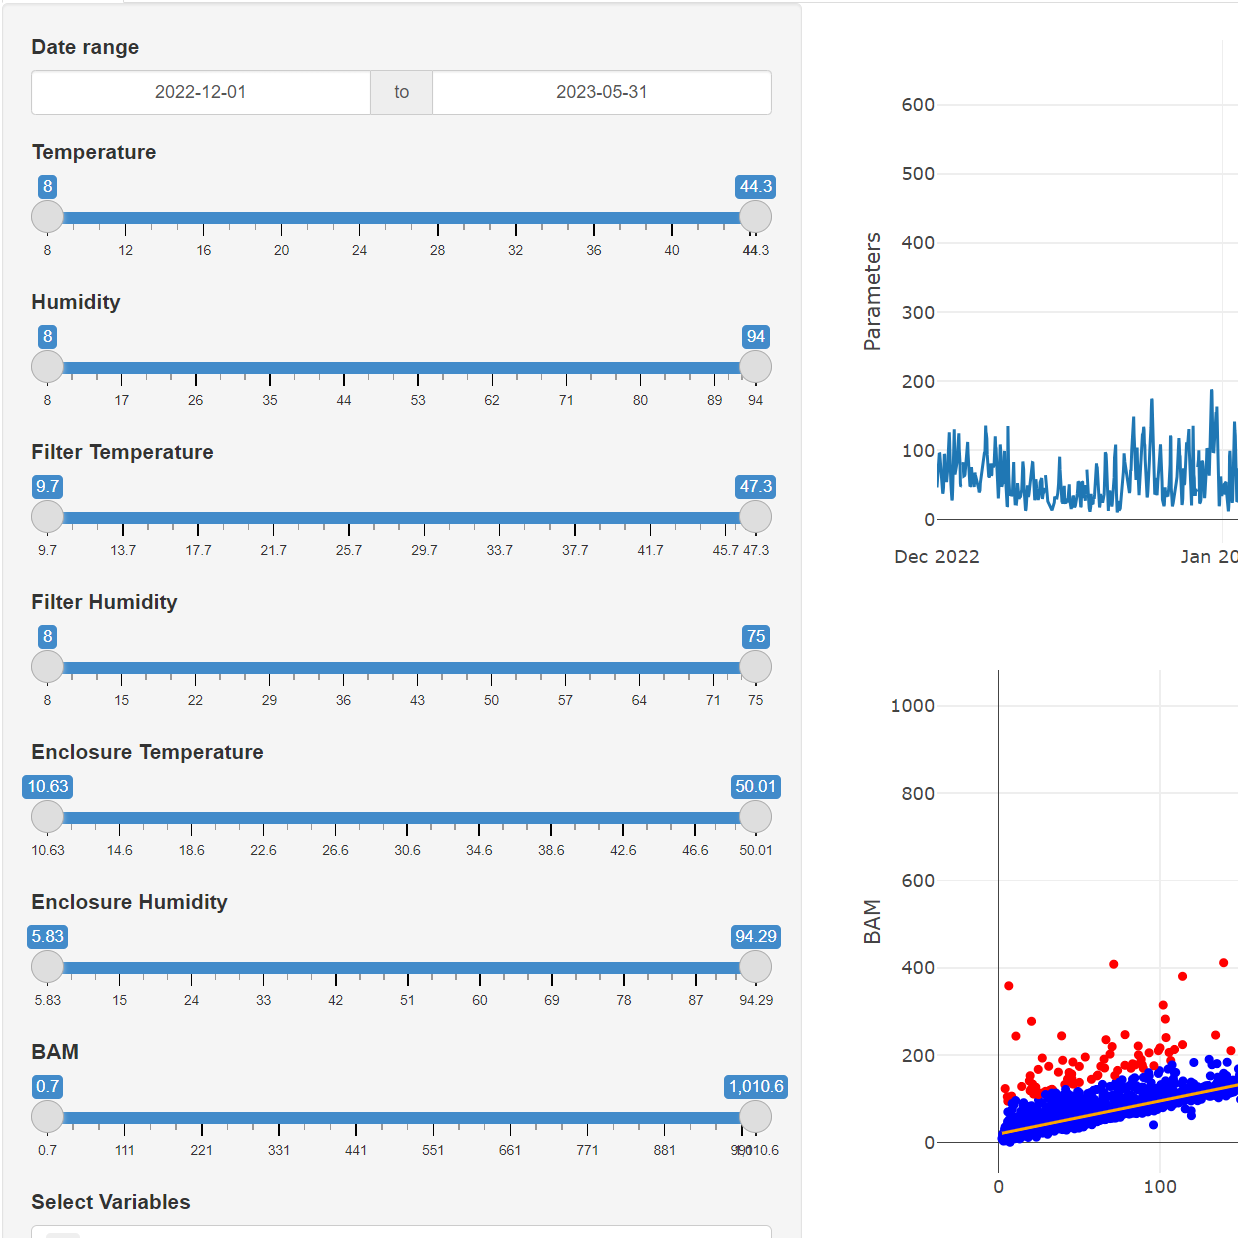 Date range
2022-12-01 to 2023-05-31
Temperature
8 44.3
8 12 16 20 24 28 32 36 40 44.3
Humidity
8 94
8 17 26 35 44 53 62 71 80 89 94
Filter Temperature
9.7 47.3
9.7 13.7 17.7 21.7 25.7 29.7 33.7 37.7 41.7 45.7 47.3
Filter Humidity
8 75
8 15 22 29 36 43 50 57 64 71 75
Enclosure Temperature
10.63 50.01
10.63 14.6 18.6 22.6 26.6 30.6 34.6 38.6 42.6 46.6 50.01
Enclosure Humidity
5.83 94.29
5.83 15 24 33 42 51 60 69 78 87 94.29
BAM
0.7 1,010.6
0.7 111 221 331 441 551 661 771 881 1,010.6
Select Variables
Parameters
600
500
400
300
200
100
0
Dec 2022 Jan 20
BAM
1000
800
600
400
200
0
0 100